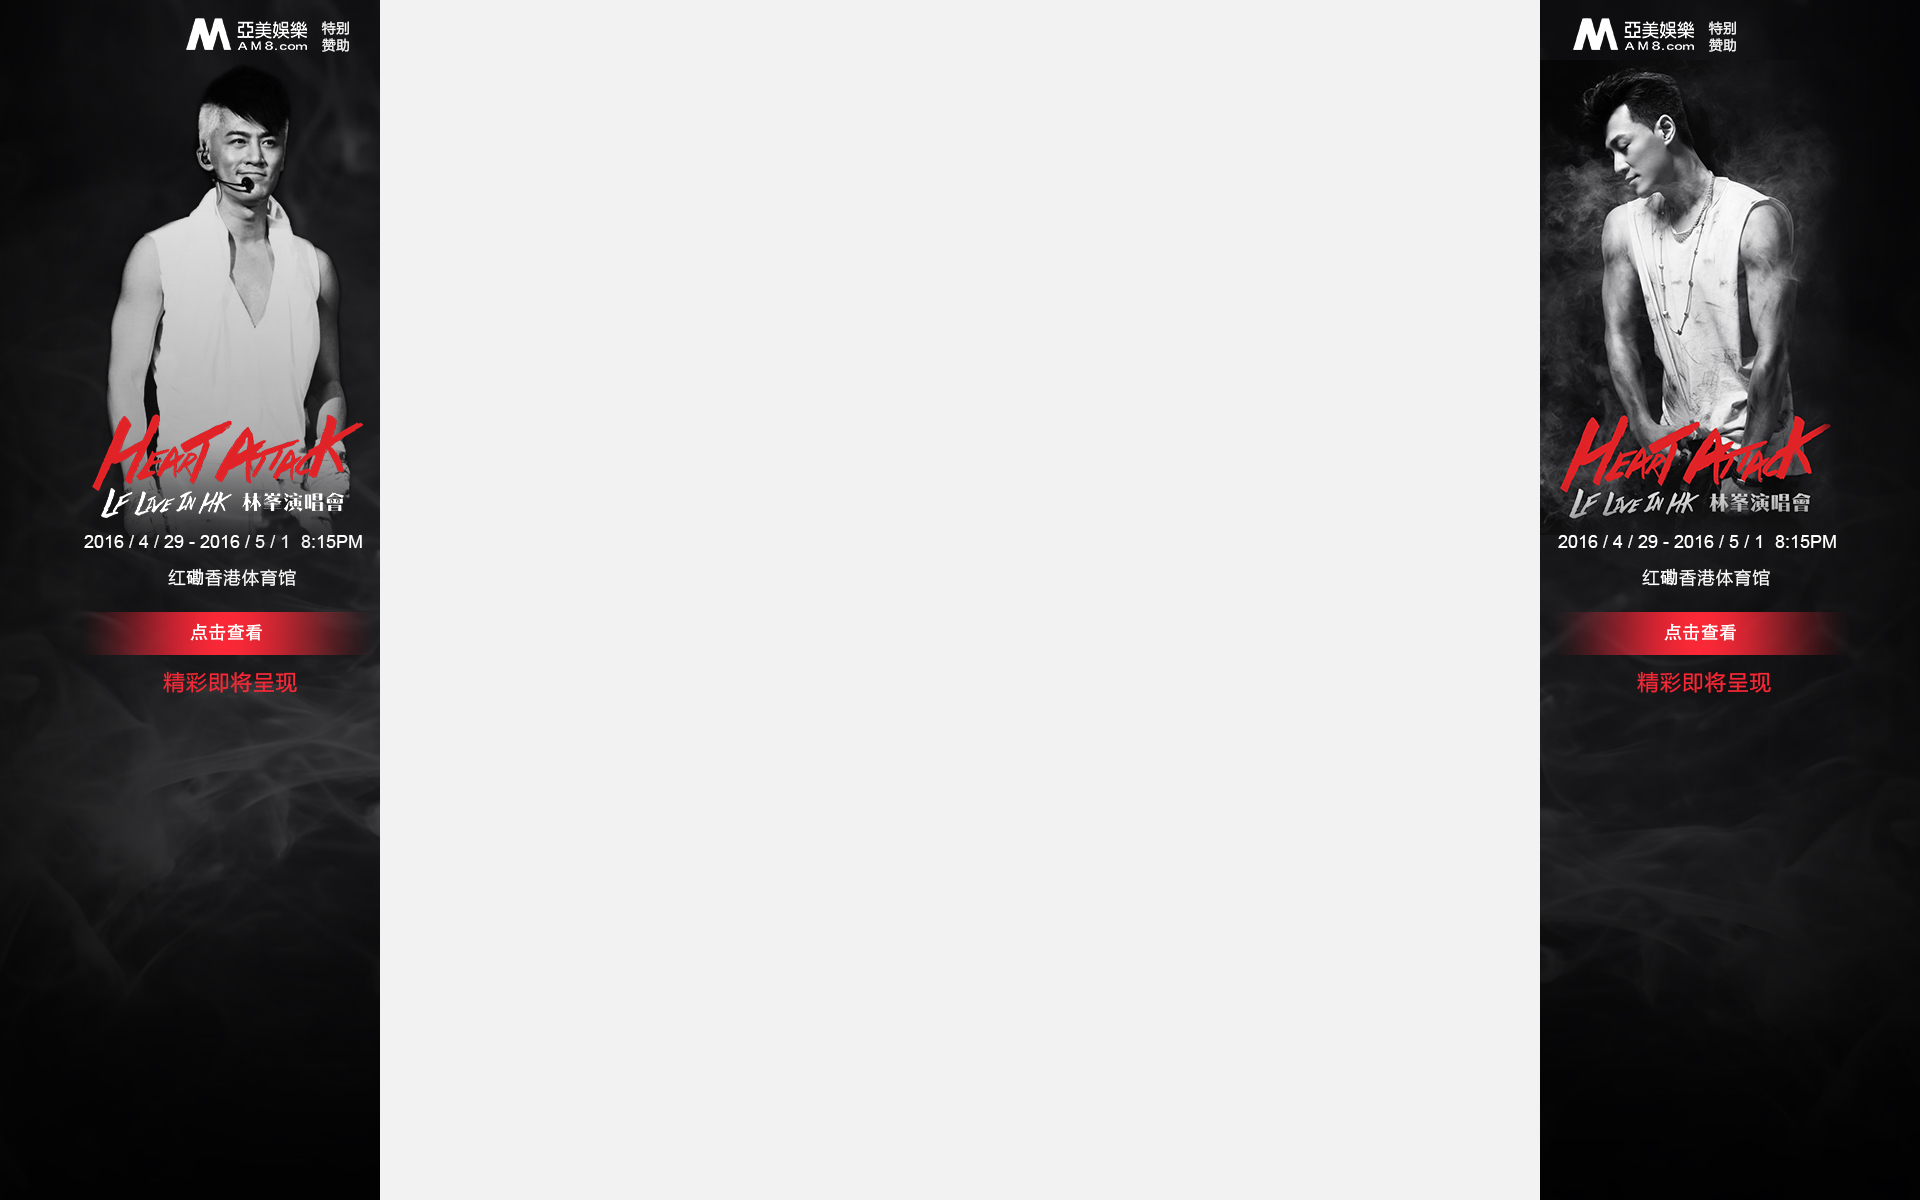 亞美娛樂 特别
AM8.com 赞助
HEART ATTACK
LF LIVE IN HK 林峯演唱會
2016 / 4 / 29 - 2016 / 5 / 1 8:15PM
红磡香港体育馆
点击查看
精彩即将呈现
亞美娛樂 特别
AM8.com 赞助
HEART ATTACK
LF LIVE IN HK 林峯演唱會
2016 / 4 / 29 - 2016 / 5 / 1 8:15PM
红磡香港体育馆
点击查看
精彩即将呈现